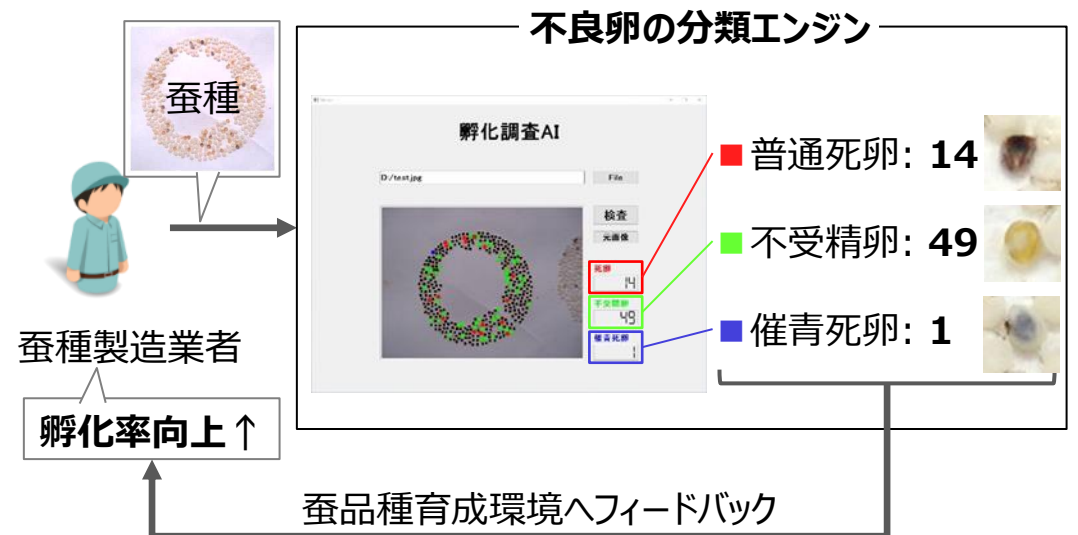 不良卵の分類エンジン
蚕種
孵化調査AI
D:/test.jpg
File
検査
元画像
死卵
14
不受精卵
49
催青死卵
1
■普通死卵: 14
■不受精卵: 49
■催青死卵: 1
蚕種製造業者
孵化率向上↑
蚕品種育成環境へフィードバック